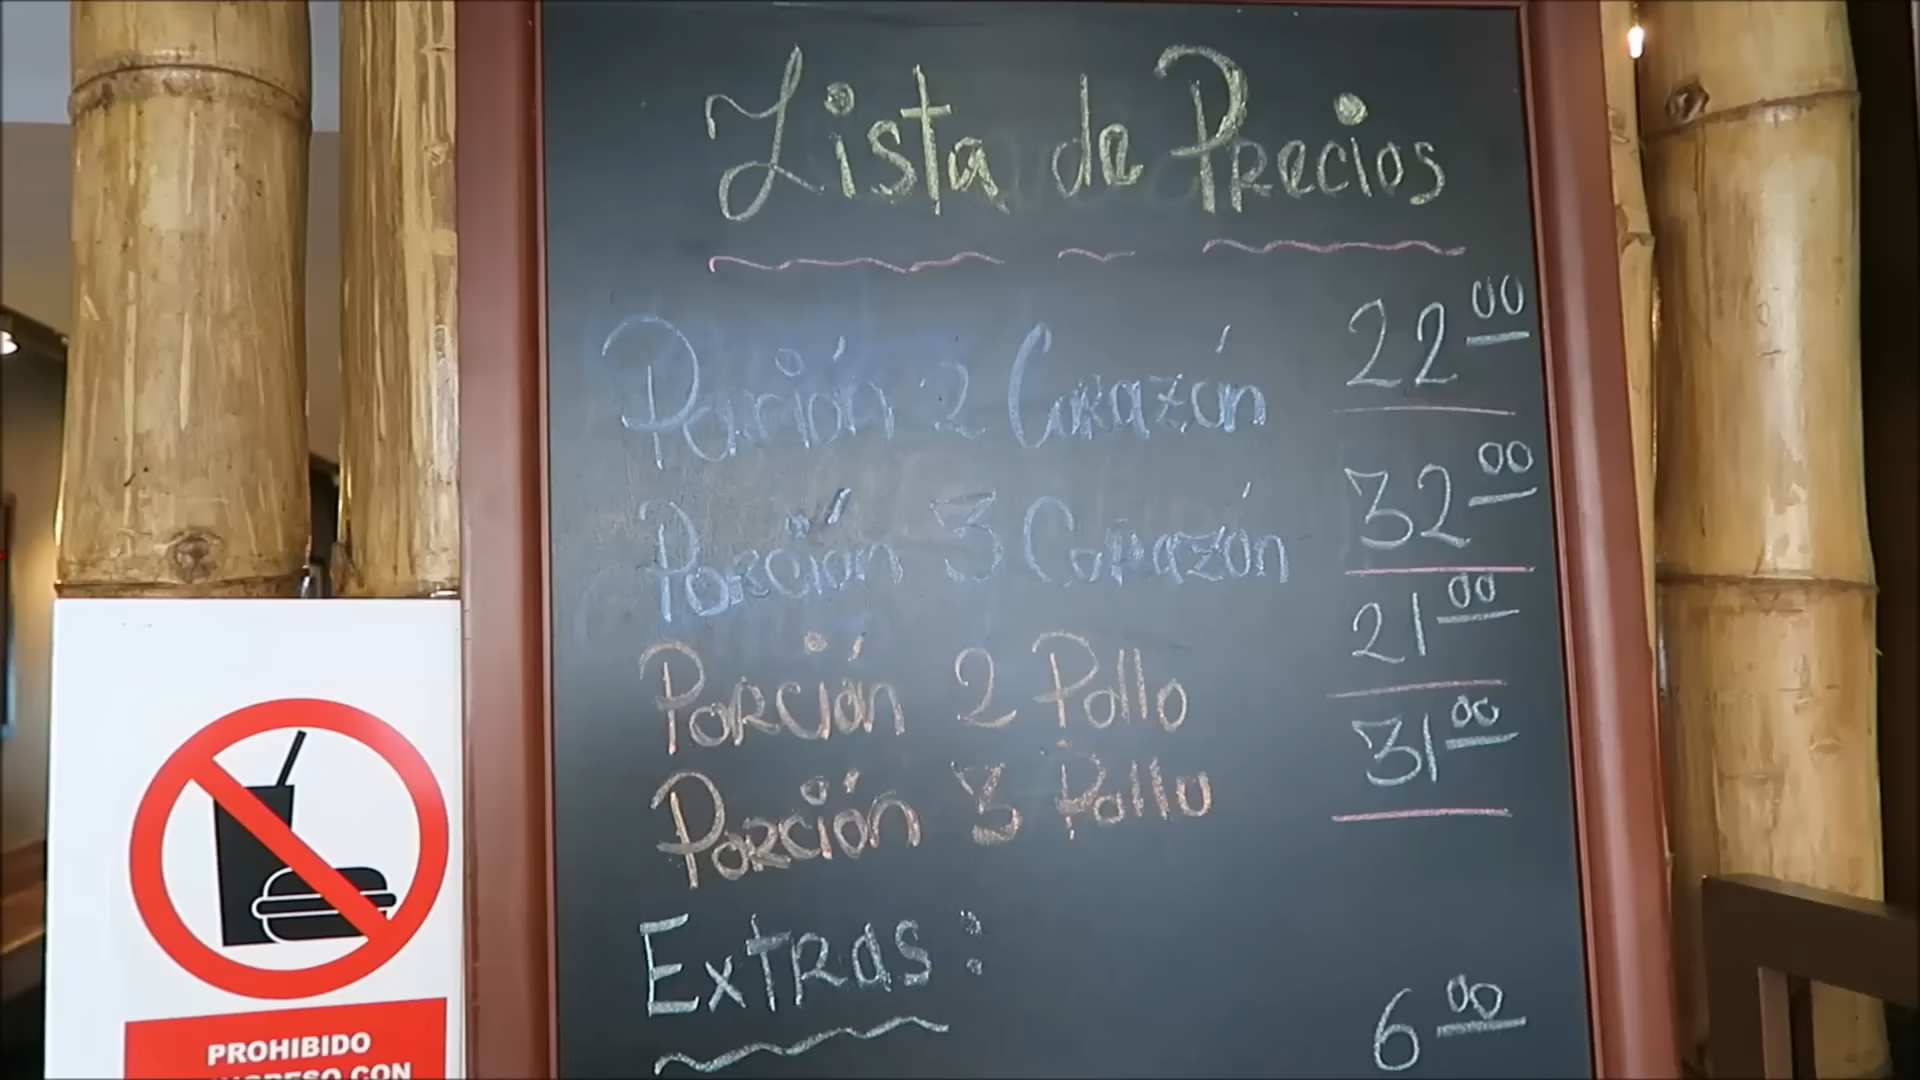 Lista de Precios
Porción 2 Corazón 22.00
Porción 3 Corazón 32.00
Porción 2 Pollo 21.00
Porción 3 Pollo 31.00
Extras:
6.00
PROHIBIDO
INGRESO CON